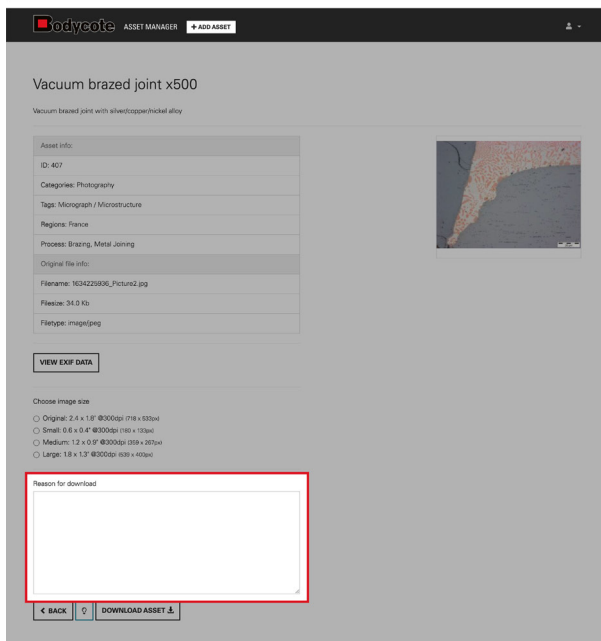 Bodycote ASSET MANAGER + ADD ASSET
Vacuum brazed joint x500
Vacuum brazed joint with silver/copper/nickel alloy
Asset info:
ID: 407
Categories: Photography
Tags: Micrograph / Microstructure
Regions: France
Process: Brazing, Metal Joining
Original file info:
Filename: 1634225936_Picture2.jpg
Filesize: 34.0 Kb
Filetype: image/jpeg
VIEW EXIF DATA
Choose image size
Original: 2.4 x 1.8" @300dpi (718 x 533px)
Small: 0.6 x 0.4" @300dpi (180 x 133px)
Medium: 1.2 x 0.9" @300dpi (359 x 267px)
Large: 1.8 x 1.3" @300dpi (539 x 400px)
Reason for download
BACK DOWNLOAD ASSET